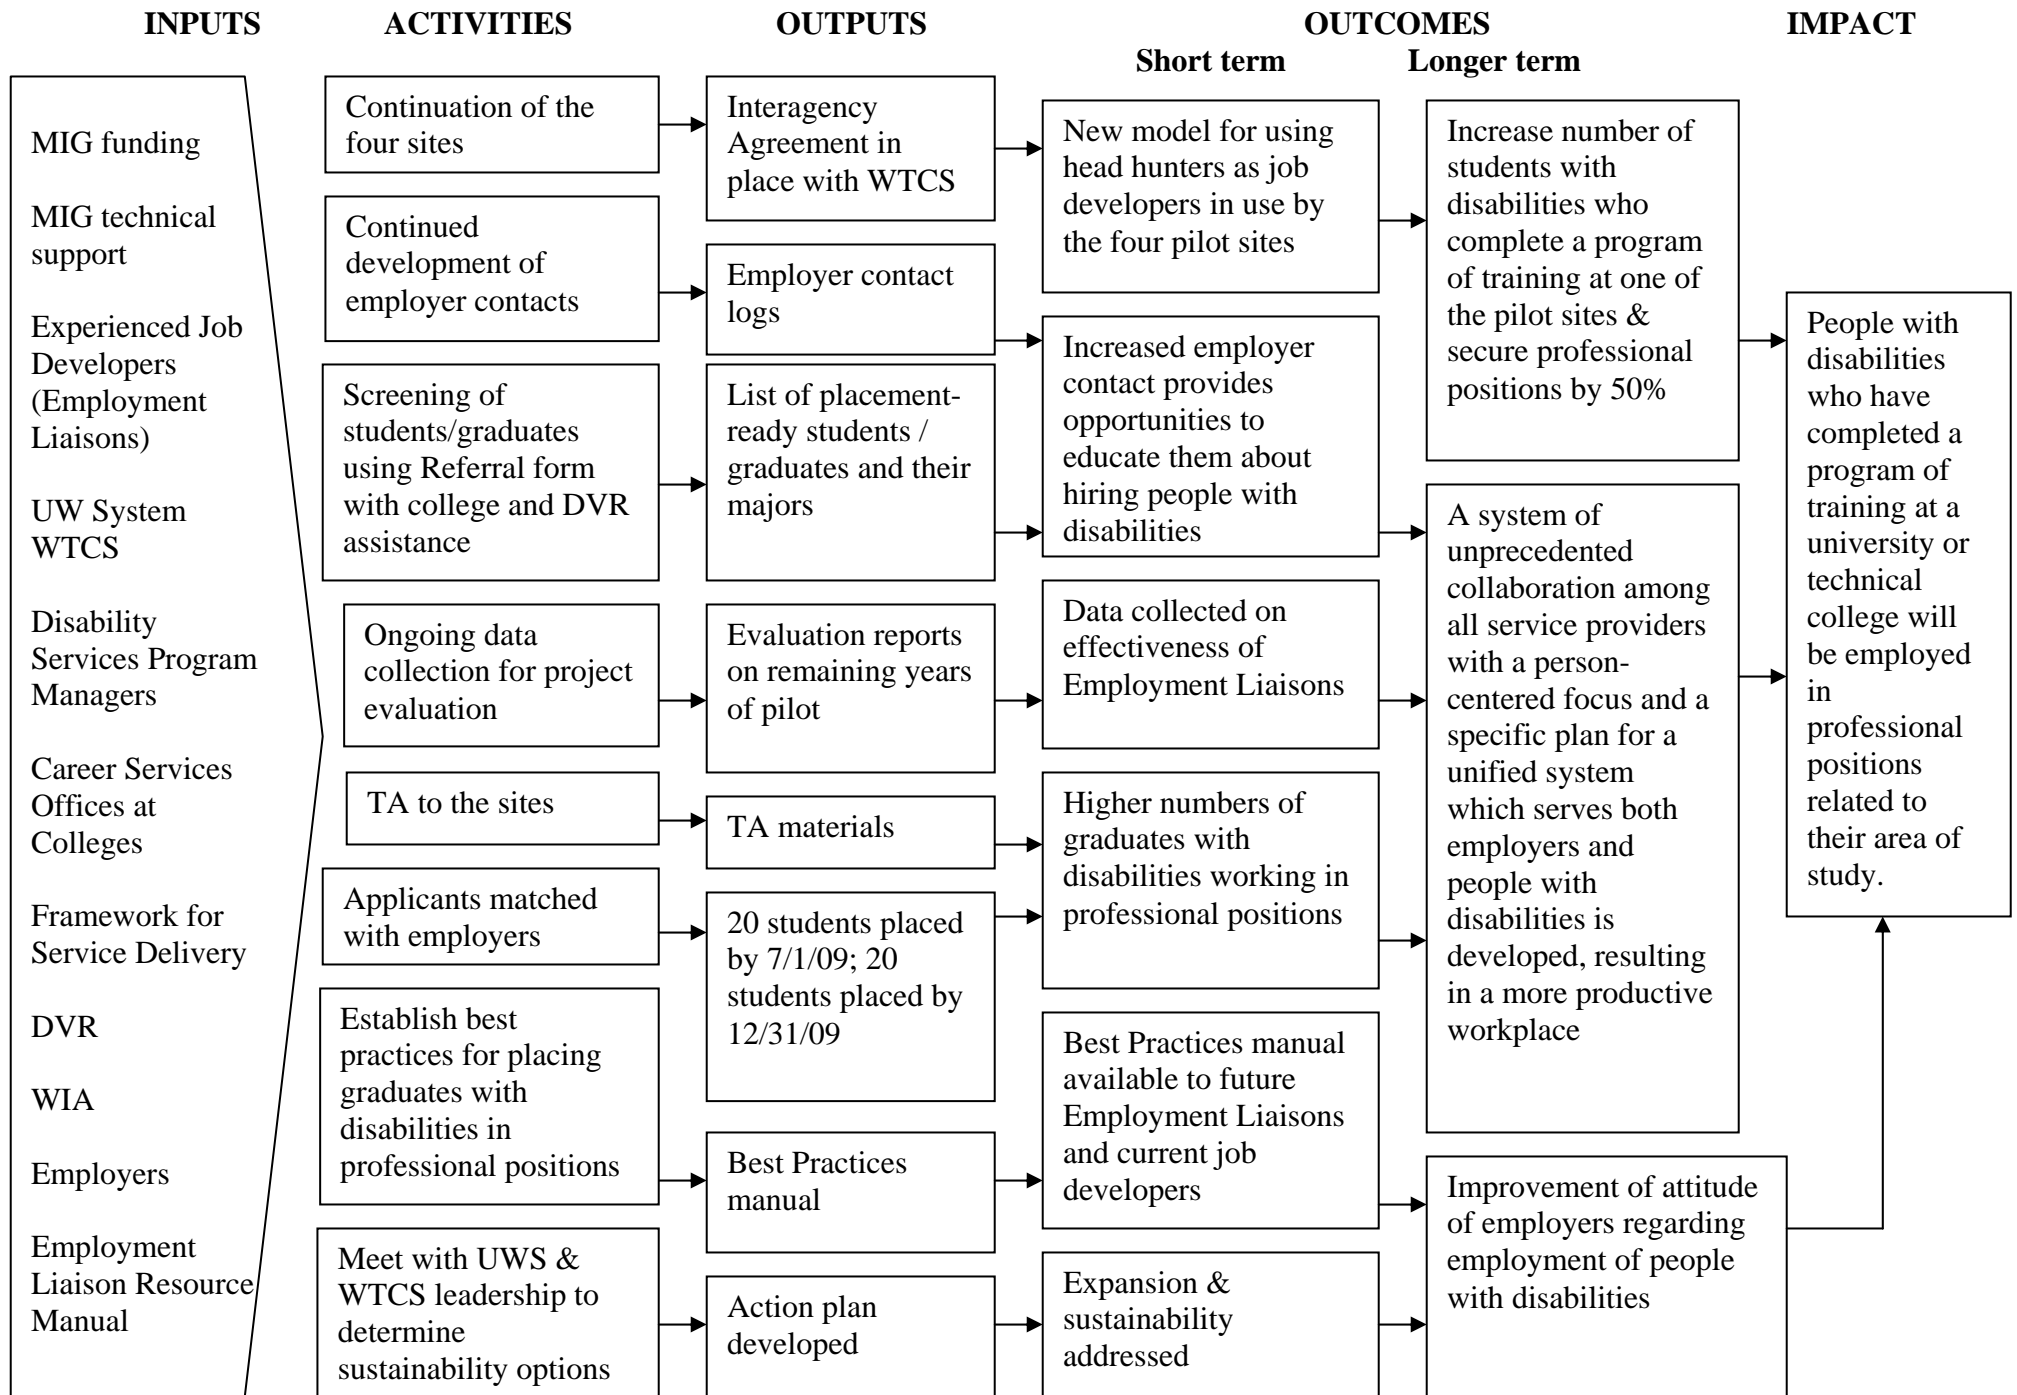 INPUTS
ACTIVITIES
OUTPUTS
OUTCOMES
IMPACT
Short term
Longer term
MIG funding
MIG technical
support
Experienced Job
Developers
(Employment
Liaisons)
UW System
WTCS
Disability
Services Program
Managers
Career Services
Offices at
Colleges
Framework for
Service Delivery
DVR
WIA
Employers
Employment
Liaison Resource
Manual
Continuation of the
four sites
Continued
development of
employer contacts
Screening of
students/graduates
using Referral form
with college and DVR
assistance
Ongoing data
collection for project
evaluation
TA to the sites
Applicants matched
with employers
Establish best
practices for placing
graduates with
disabilities in
professional positions
Meet with UWS &
WTCS leadership to
determine
sustainability options
Interagency
Agreement in
place with WTCS
Employer contact
logs
List of placement-
ready students /
graduates and their
majors
Evaluation reports
on remaining years
of pilot
TA materials
20 students placed
by 7/1/09; 20
students placed by
12/31/09
Best Practices
manual
Action plan
developed
New model for using
head hunters as job
developers in use by
the four pilot sites
Increased employer
contact provides
opportunities to
educate them about
hiring people with
disabilities
Data collected on
effectiveness of
Employment Liaisons
Higher numbers of
graduates with
disabilities working in
professional positions
Best Practices manual
available to future
Employment Liaisons
and current job
developers
Expansion &
sustainability
addressed
Increase number of
students with
disabilities who
complete a program
of training at one of
the pilot sites &
secure professional
positions by 50%
A system of
unprecedented
collaboration among
all service providers
with a person-
centered focus and a
specific plan for a
unified system
which serves both
employers and
people with
disabilities is
developed, resulting
in a more productive
workplace
Improvement of attitude
of employers regarding
employment of people
with disabilities
People with
disabilities
who have
completed a
program of
training at a
university or
technical
college will
be employed
in
professional
positions
related to
their area of
study.